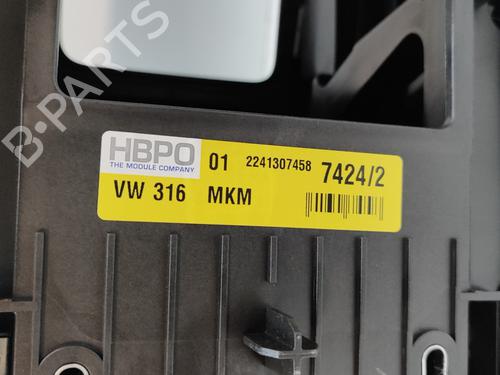 B-PARTS
HBPO 01 2241307458 7424/2
THE MODULE COMPANY
VW 316 MKM